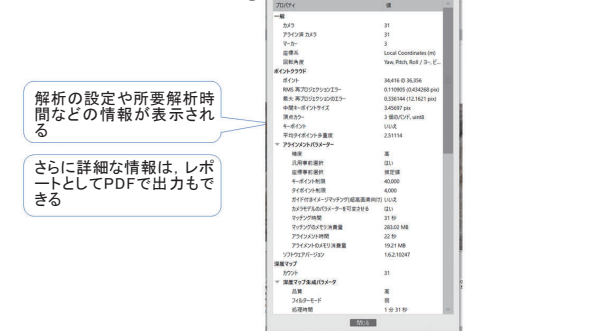 プロパティ 値
一般
カメラ 31
アライン済 カメラ 31
マーカー 3
座標系 Local Coordinates (m)
回転角度 Yaw, Pitch, Roll / ヨー, ピ...
ポイントクラウド
ポイント 34,416 の 36,356
RMS 再プロジェクションエラー 0.110905 (0.434268 pix)
最大 再プロジェクションのエラー 0.336144 (12.1621 pix)
中間キーポイントサイズ 3.45697 pix
頂点カラー 3 個のバンド, uint8
キーポイント いいえ
平均タイポイント多重度 2.51114
アラインメントパラメーター
精度 高
汎用事前選択 はい
座標事前選択 推定値
キーポイント制限 40,000
タイポイント制限 4,000
ガイド付きイメージマッチング(超高画素向け) いいえ
カメラモデルのパラメーターを可変させる はい
マッチング時間 31 秒
マッチングのメモリ消費量 283.02 MB
アラインメント時間 22 秒
アラインメントのメモリ消費量 19.21 MB
ソフトウエアバージョン 1.6.2.10247
深度マップ
カウント 31
深度マップ生成パラメータ
品質 高
フィルターモード 弱
処理時間 1 分 31 秒
閉じる
解析の設定や所要解析時
間などの情報が表示され
る
さらに詳細な情報は, レポ
ートとしてPDFで出力もで
きる